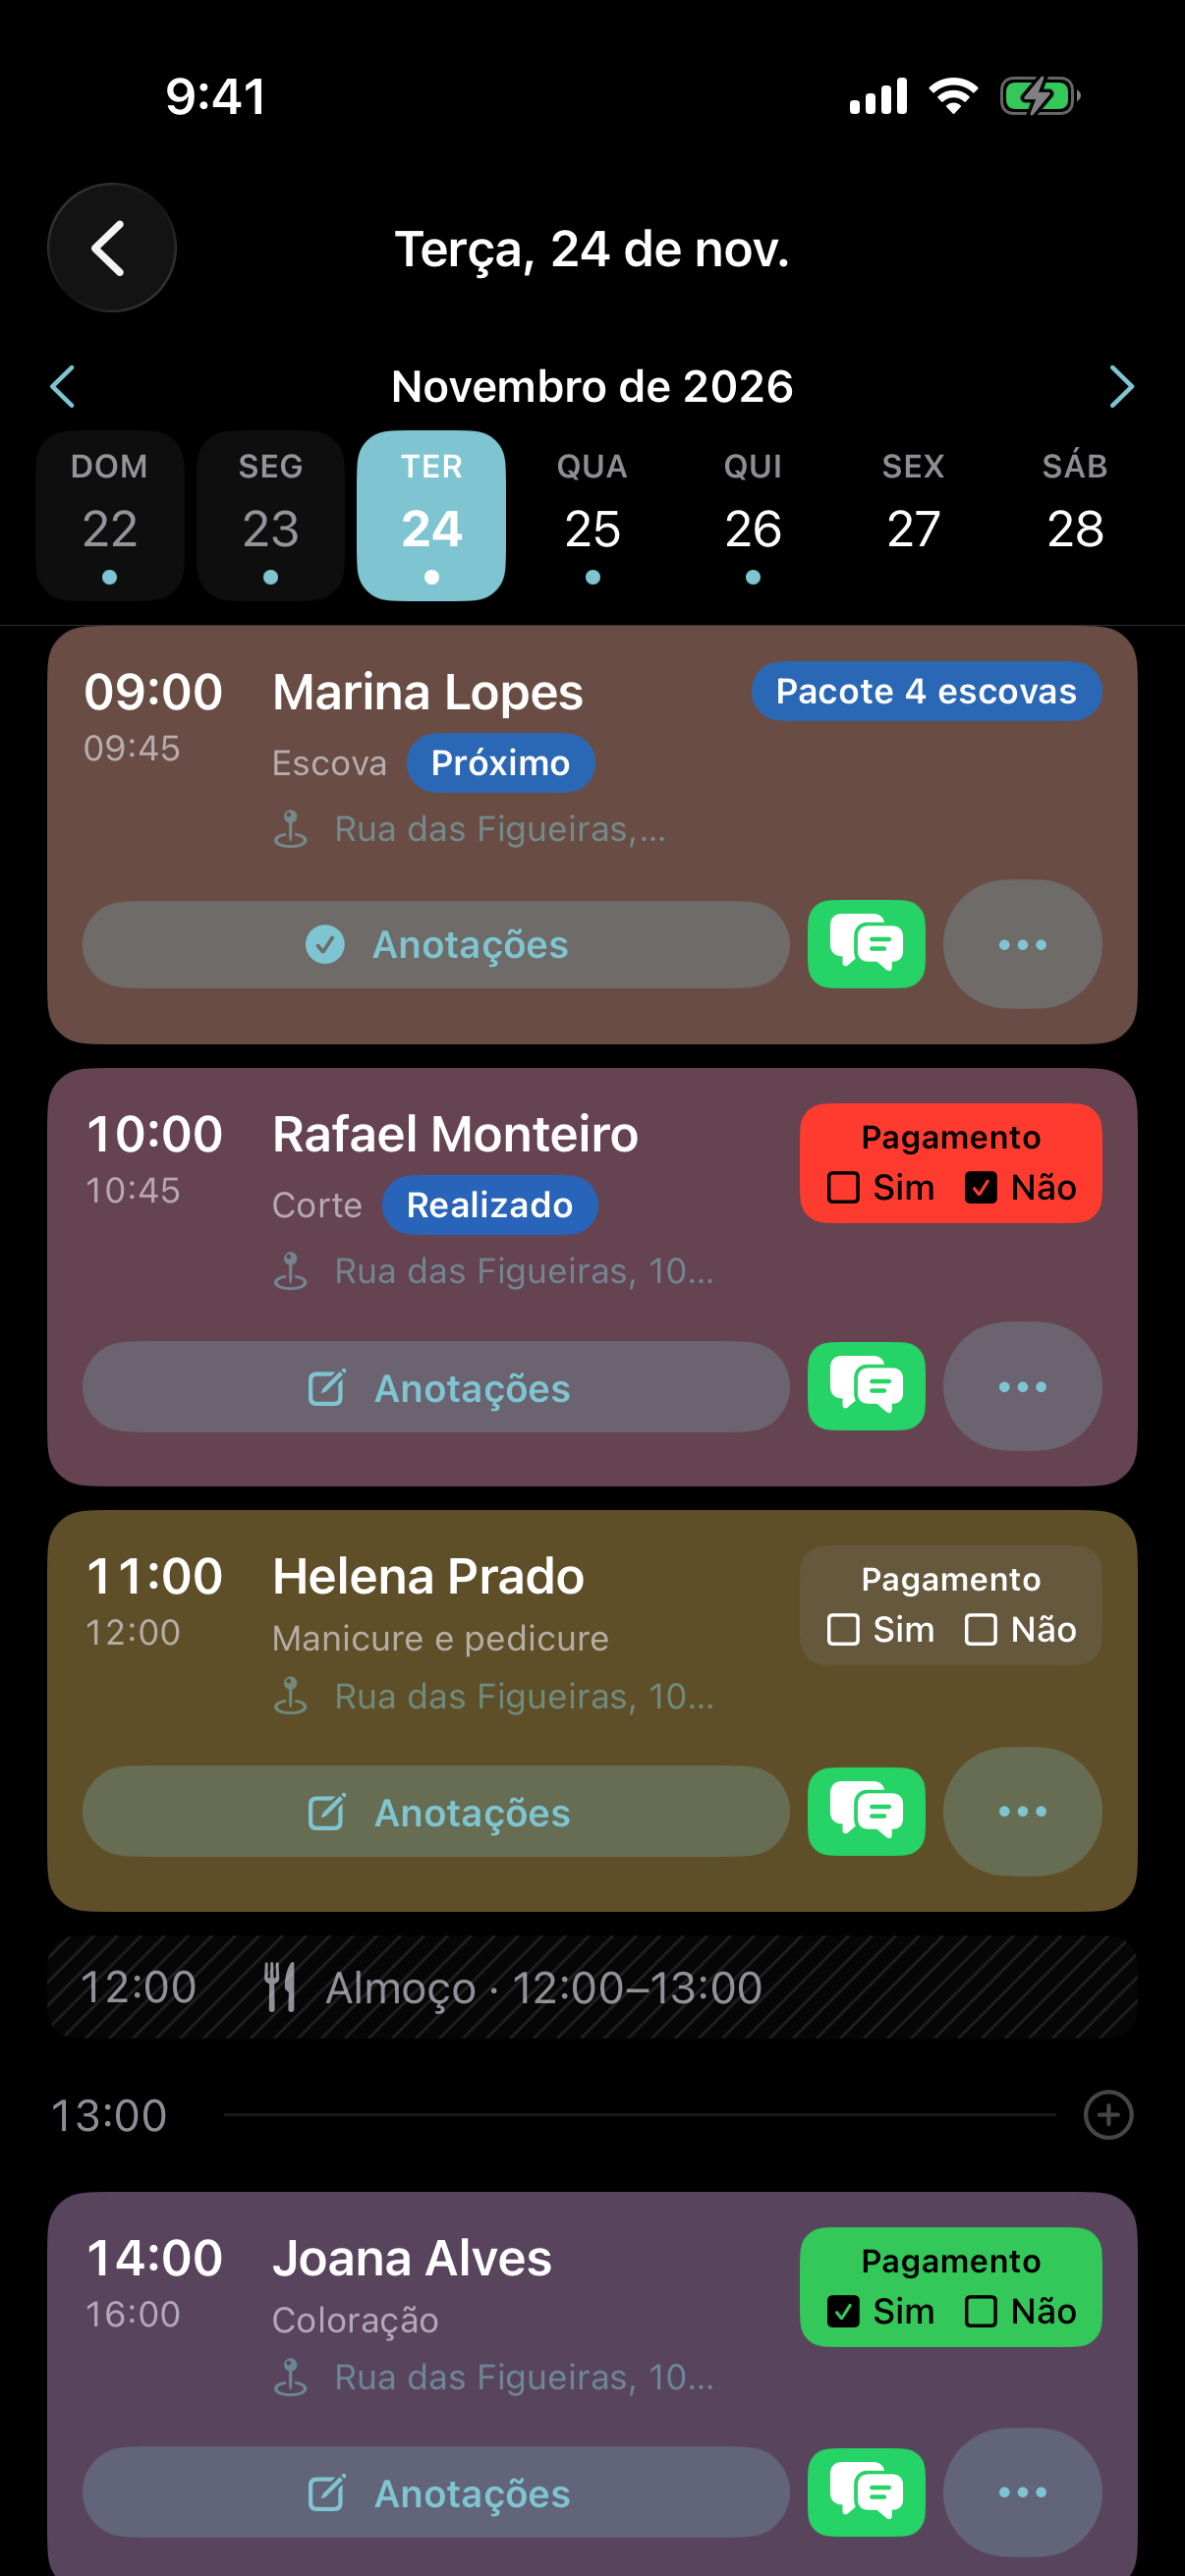 9:41
Terça, 24 de nov.
Novembro de 2026
DOM SEG TER QUA QUI SEX SÁB
22 23 24 25 26 27 28
09:00 Marina Lopes Pacote 4 escovas
09:45 Escova Próximo
Rua das Figueiras,...
Anotações
10:00 Rafael Monteiro Pagamento
10:45 Corte Realizado Sim Não
Rua das Figueiras, 10...
Anotações
11:00 Helena Prado Pagamento
12:00 Manicure e pedicure Sim Não
Rua das Figueiras, 10...
Anotações
12:00 Almoço · 12:00–13:00
13:00
14:00 Joana Alves Pagamento
16:00 Coloração Sim Não
Rua das Figueiras, 10...
Anotações